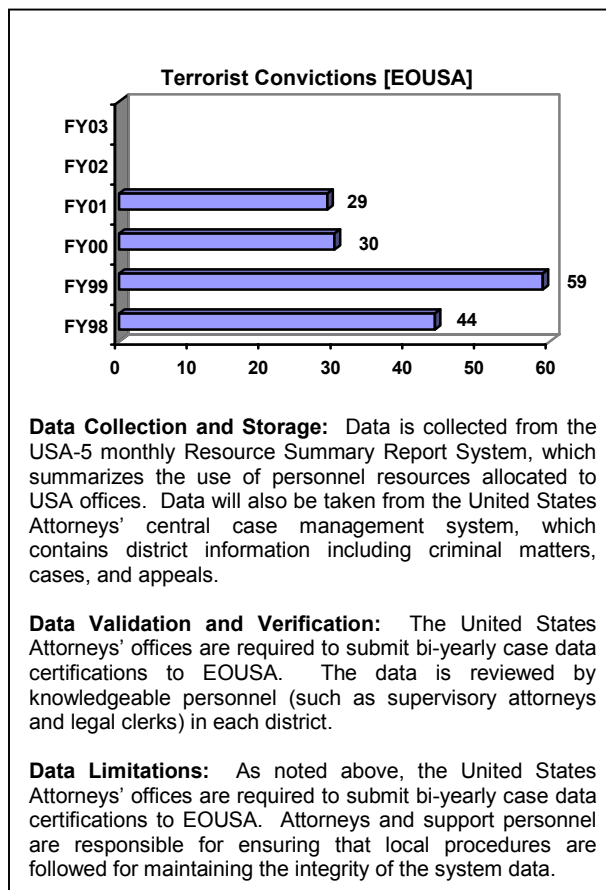 Terrorist Convictions [EOUSA]
FY03
FY02
FY01 29
FY00 30
FY99 59
FY98 44
0 10 20 30 40 50 60
Data Collection and Storage: Data is collected from the
USA-5 monthly Resource Summary Report System, which
summarizes the use of personnel resources allocated to
USA offices. Data will also be taken from the United States
Attorneys' central case management system, which
contains district information including criminal matters,
cases, and appeals.
Data Validation and Verification: The United States
Attorneys' offices are required to submit bi-yearly case data
certifications to EOUSA. The data is reviewed by
knowledgeable personnel (such as supervisory attorneys
and legal clerks) in each district.
Data Limitations: As noted above, the United States
Attorneys' offices are required to submit bi-yearly case data
certifications to EOUSA. Attorneys and support personnel
are responsible for ensuring that local procedures are
followed for maintaining the integrity of the system data.